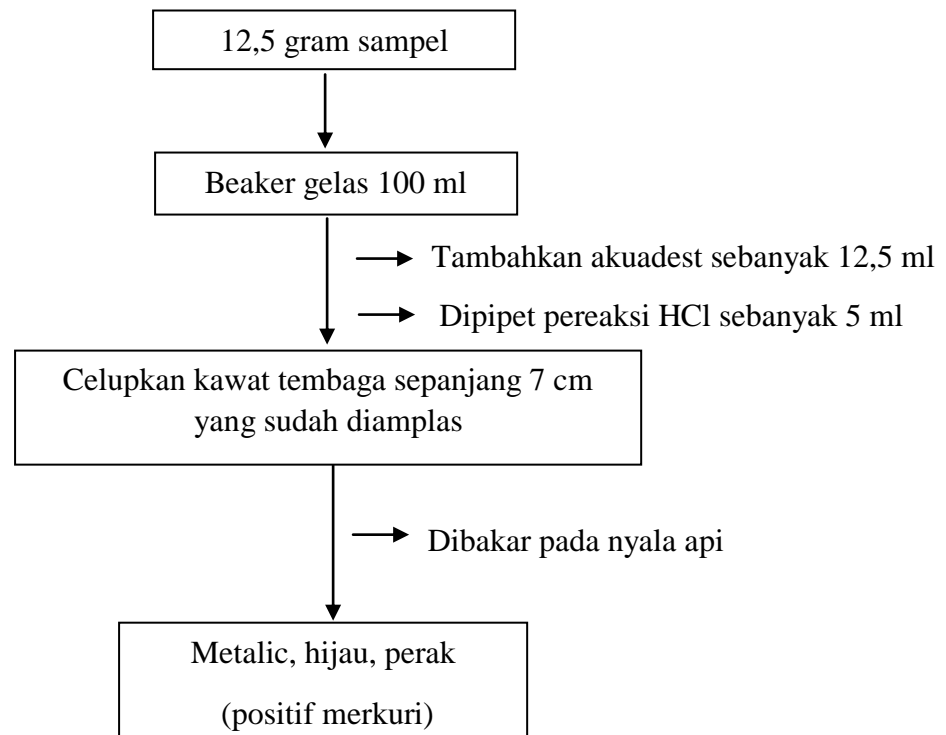 12,5 gram sampel
Beaker gelas 100 ml
Tambahkan akuadest sebanyak 12,5 ml
Dipipet pereaksi HCl sebanyak 5 ml
Celupkan kawat tembaga sepanjang 7 cm
yang sudah diamplas
Dibakar pada nyala api
Metalic, hijau, perak
(positif merkuri)